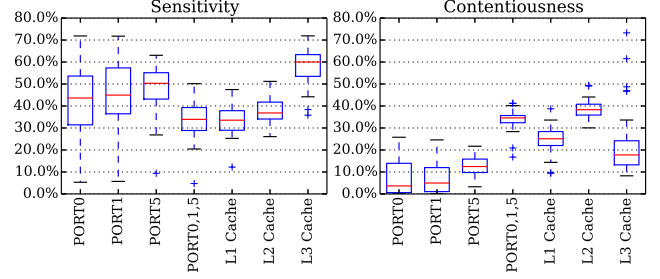 Sensitivity
80.0%
70.0%
60.0%
50.0%
40.0%
30.0%
20.0%
10.0%
0.0%
PORT0
PORT1
PORT5
PORT0,1,5
L1 Cache
L2 Cache
L3 Cache
Contentiousness
80.0%
70.0%
60.0%
50.0%
40.0%
30.0%
20.0%
10.0%
0.0%
PORT0
PORT1
PORT5
PORT0,1,5
L1 Cache
L2 Cache
L3 Cache